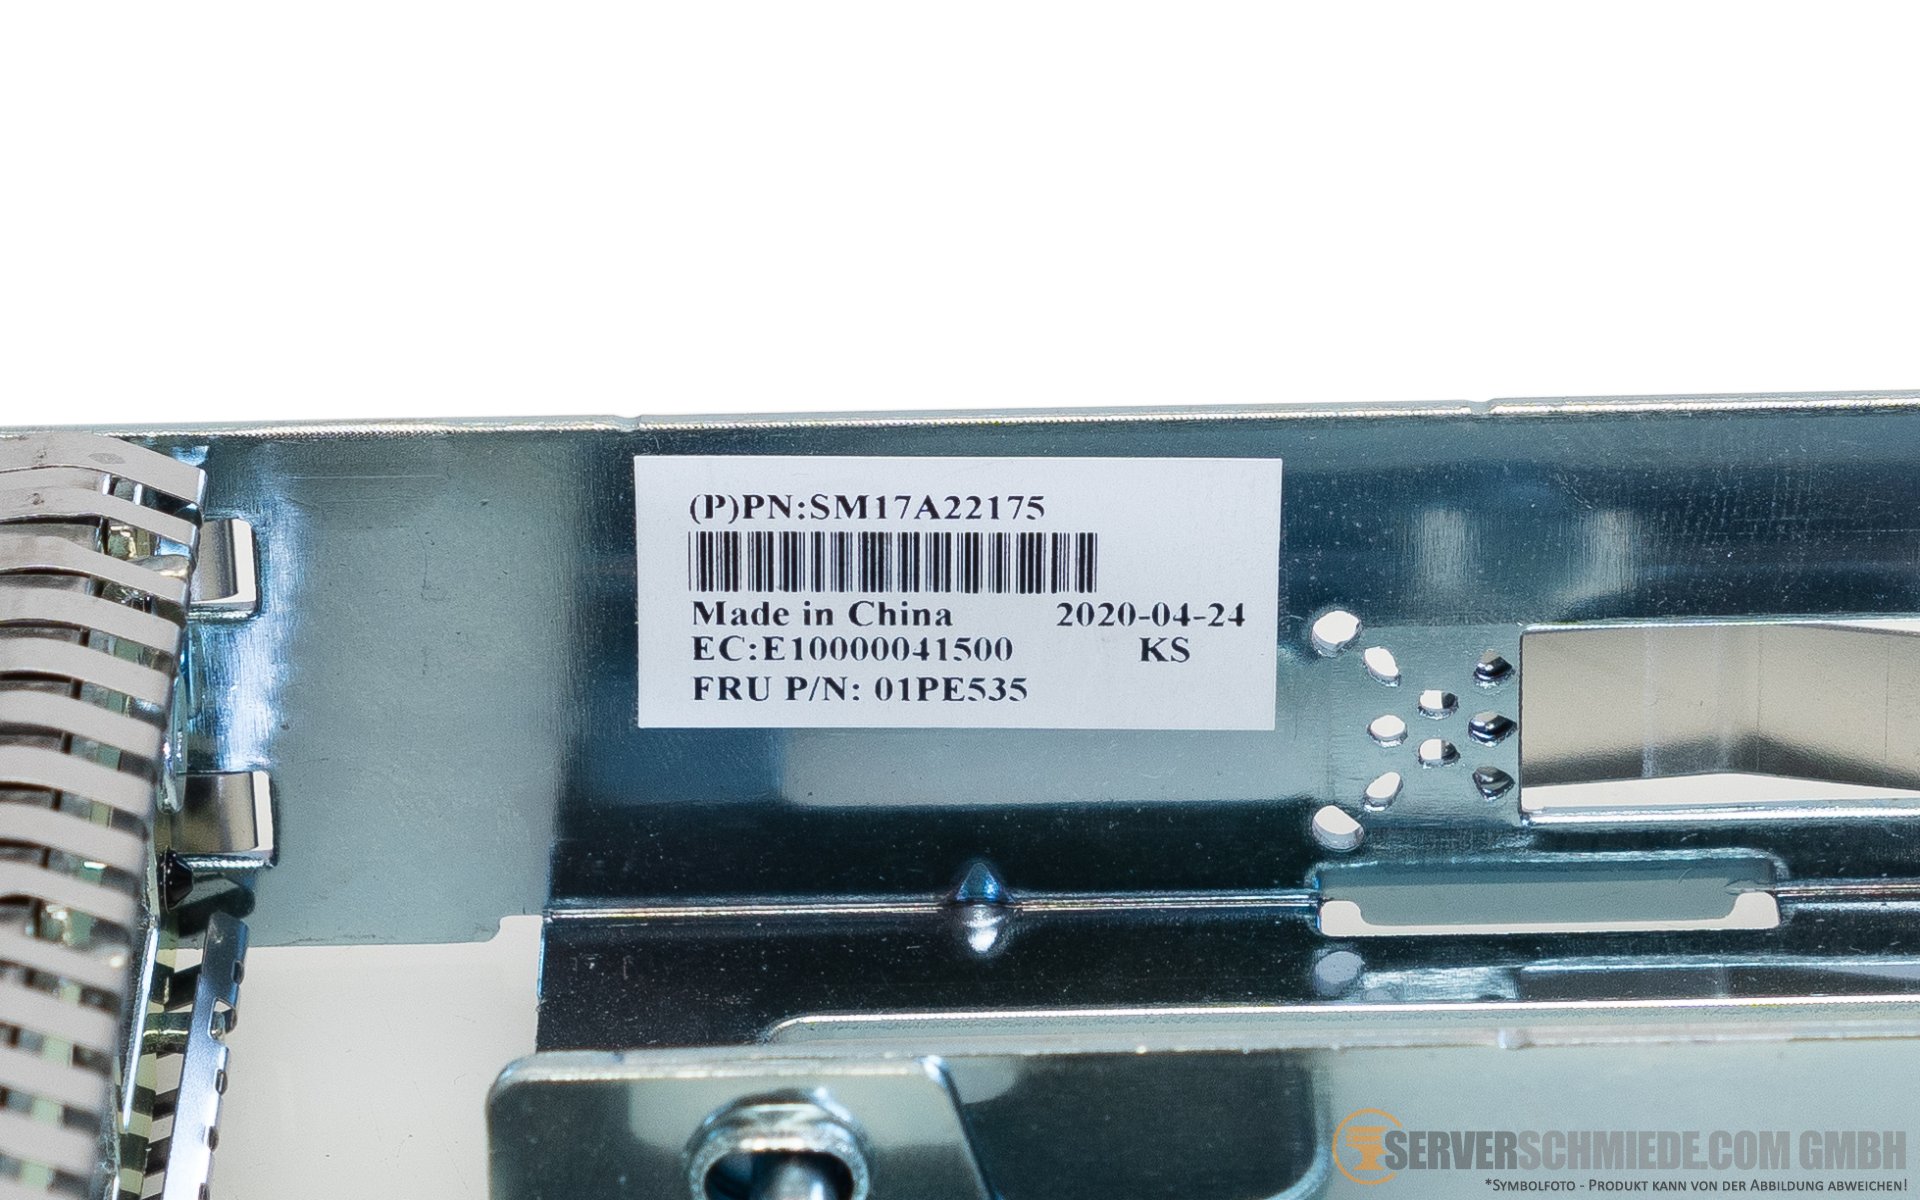 (P)PN:SM17A22175
Made in China 2020-04-24
EC:E10000041500 KS
FRU P/N: 01PE535
SERVERSCHMIEDE.COM GMBH
*Symbolfoto - Produkt kann von der Abbildung abweichen!